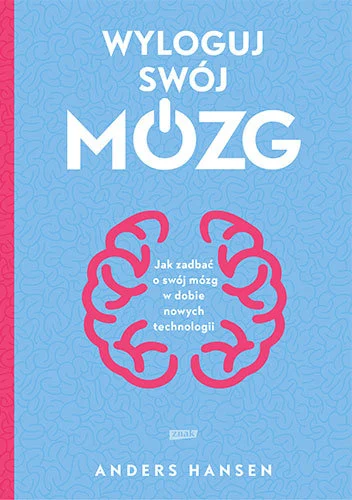 WYLOGUJ
SWÓJ
MÓZG
Jak zadbać
o swój mózg
w dobie
nowych
technologii
znak
ANDERS HANSEN